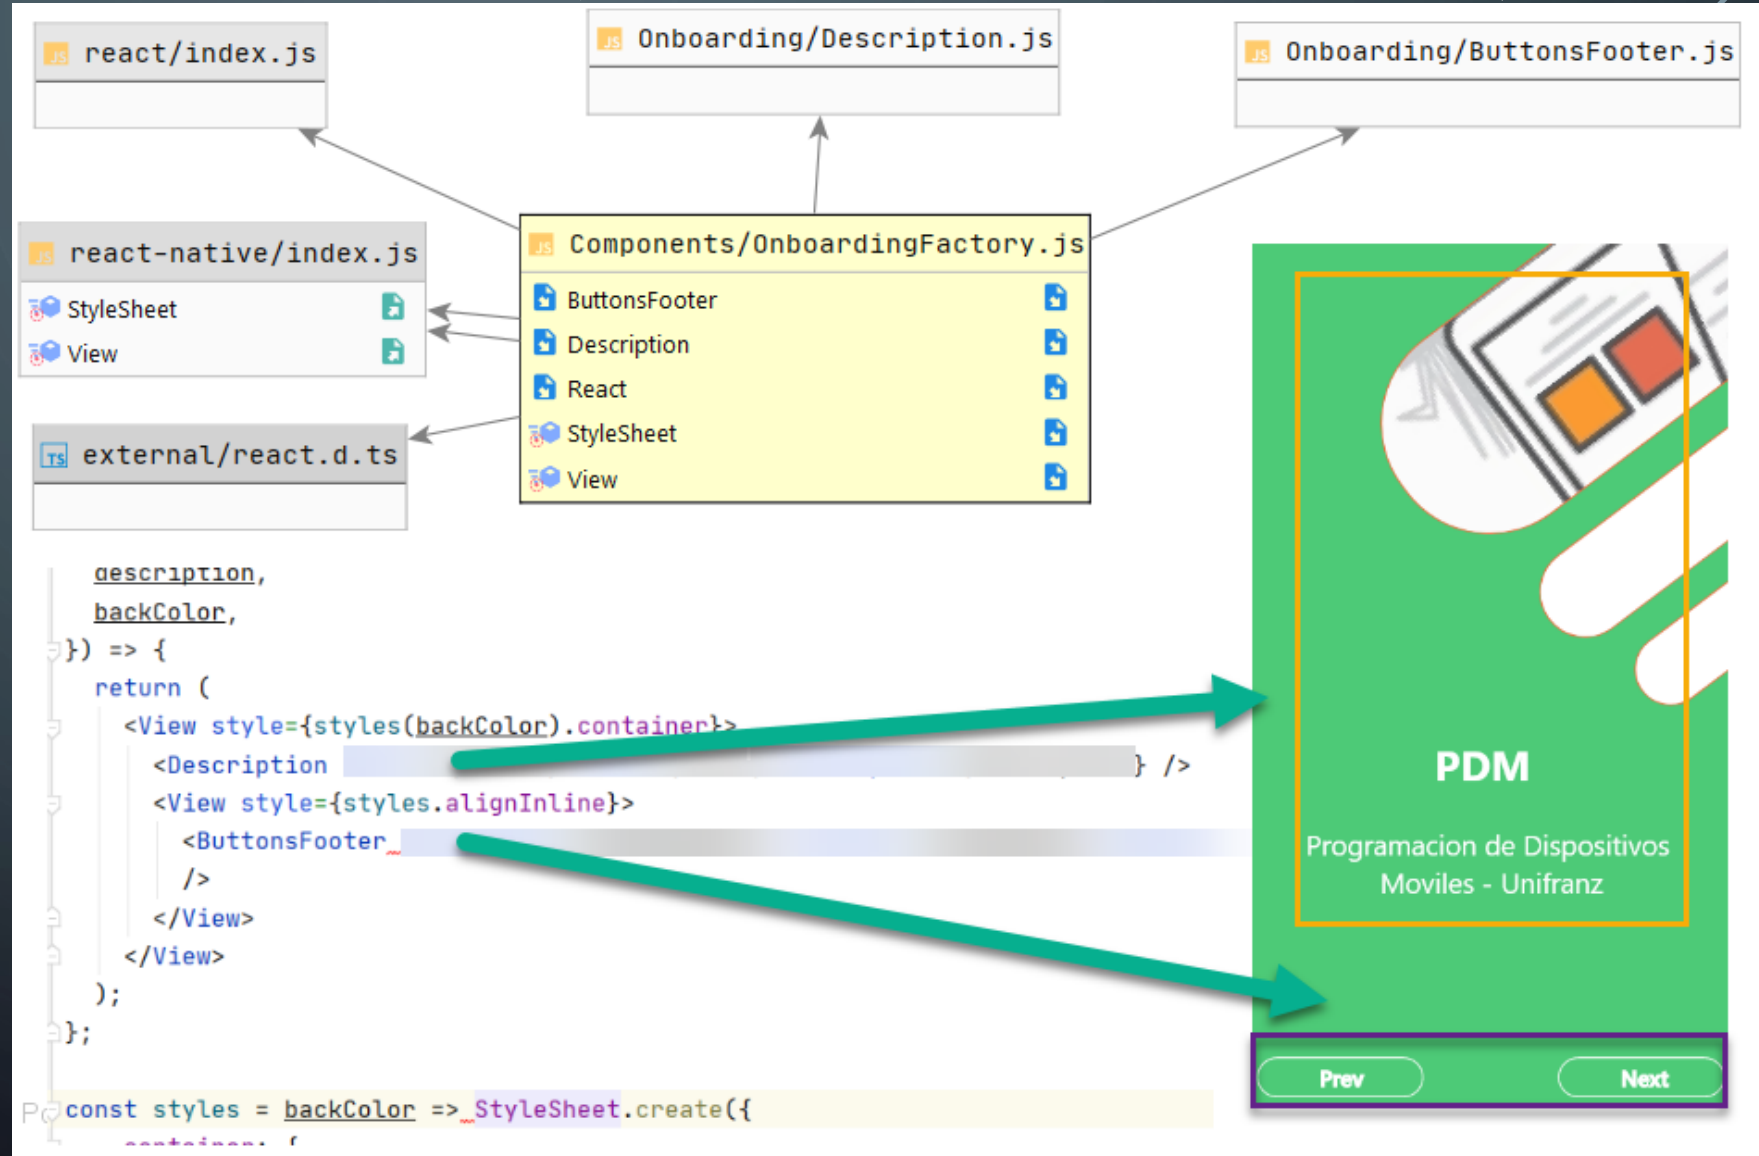 react/index.js
Onboarding/Description.js
Onboarding/ButtonsFooter.js
react-native/index.js
StyleSheet
View
Components/OnboardingFactory.js
ButtonsFooter
Description
React
StyleSheet
View
external/react.d.ts
description,
backColor,
}) => {
return (
<View style={styles(backColor).container}>
<Description } />
<View style={styles.alignInline}>
<ButtonsFooter
/>
</View>
</View>
);
};
const styles = backColor => StyleSheet.create({
container: {
PDM
Programacion de Dispositivos
Moviles - Unifranz
Prev
Next